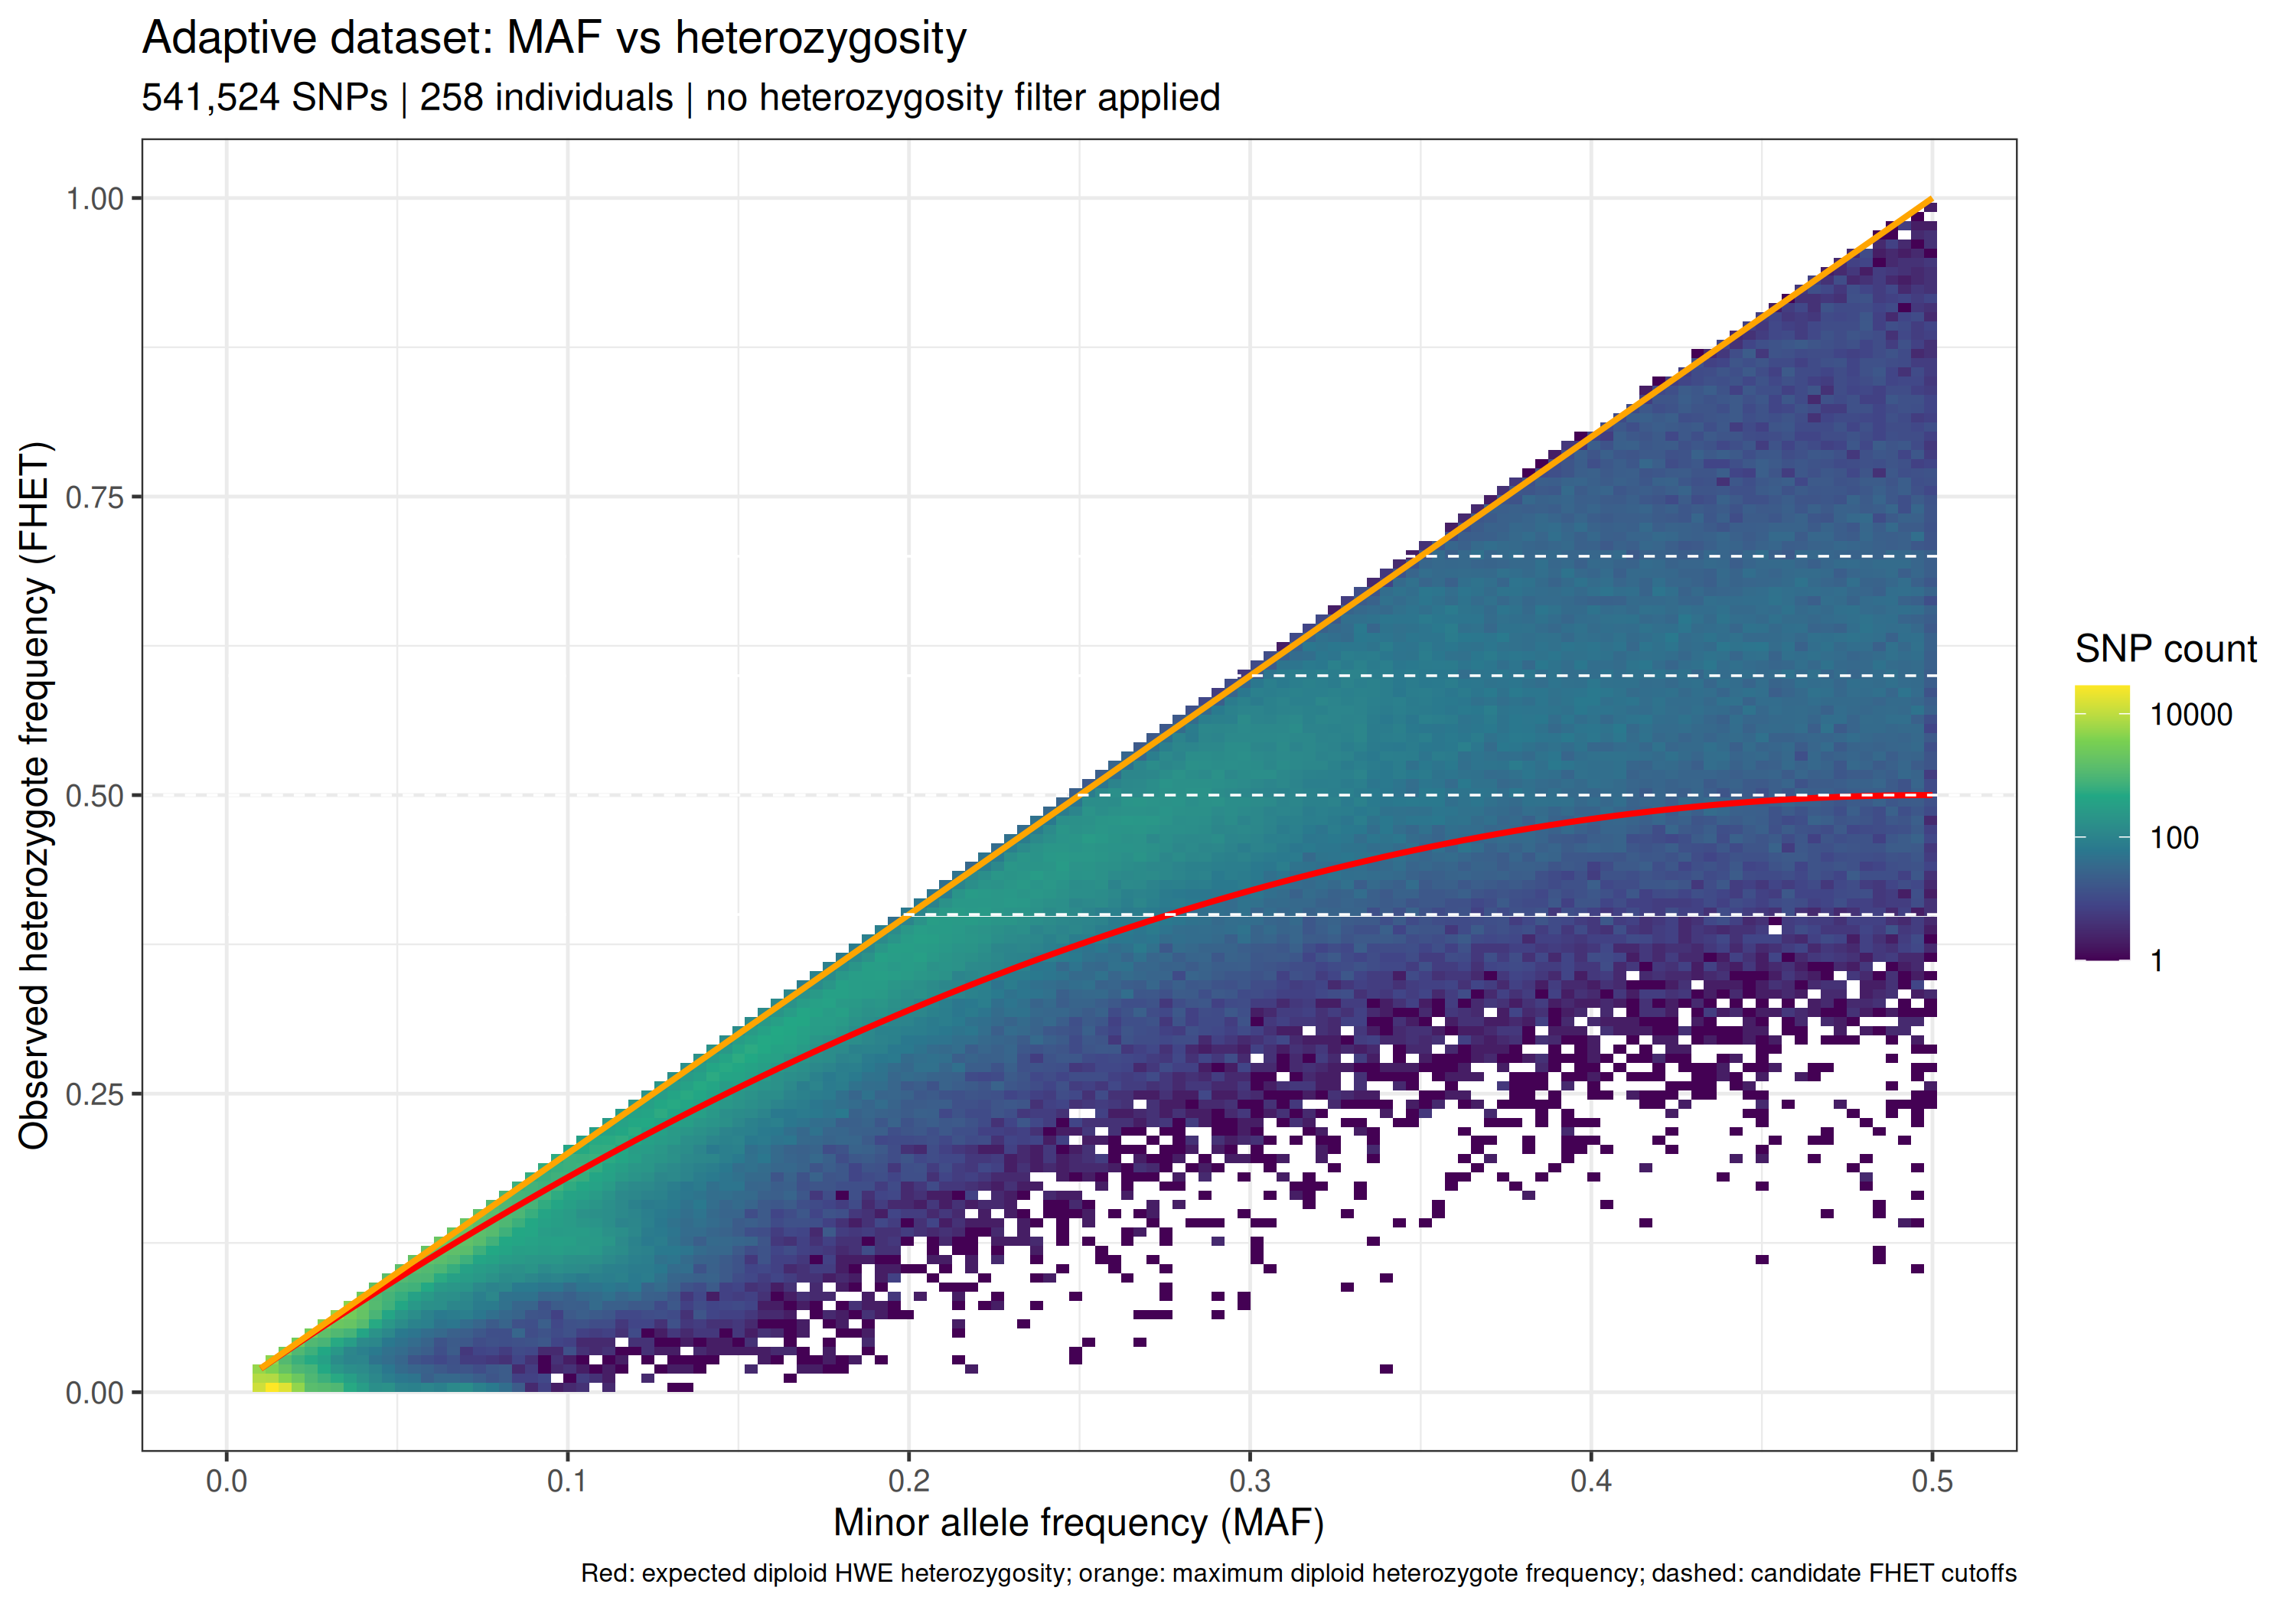 Adaptive dataset: MAF vs heterozygosity
541,524 SNPs | 258 individuals | no heterozygosity filter applied
Observed heterozygote frequency (FHET)
1.00
0.75
0.50
0.25
0.00
0.0
0.1
0.2
0.3
0.4
0.5
Minor allele frequency (MAF)
SNP count
10000
100
1
Red: expected diploid HWE heterozygosity; orange: maximum diploid heterozygote frequency; dashed: candidate FHET cutoffs